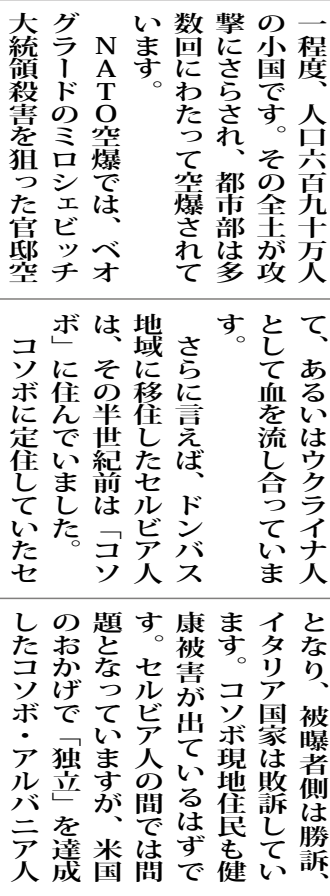 一程度、人口六百九十万人
の小国です。その全土が攻
撃にさらされ、都市部は多
数回にわたって空爆されて
います。
　ＮＡＴＯ空爆では、ベオ
グラードのミロシェビッチ
大統領殺害を狙った官邸空
て、あるいはウクライナ人
として血を流し合っていま
す。
　さらに言えば、ドンバス
地域に移住したセルビア人
は、その半世紀前は「コソ
ボ」に住んでいました。
　コソボに定住していたセ
となり、被曝者側は勝訴、
イタリア国家は敗訴してい
ます。コソボ現地住民も健
康被害が出ているはずで
す。セルビア人の間では問
題となっていますが、米国
のおかげで「独立」を達成
したコソボ・アルバニア人